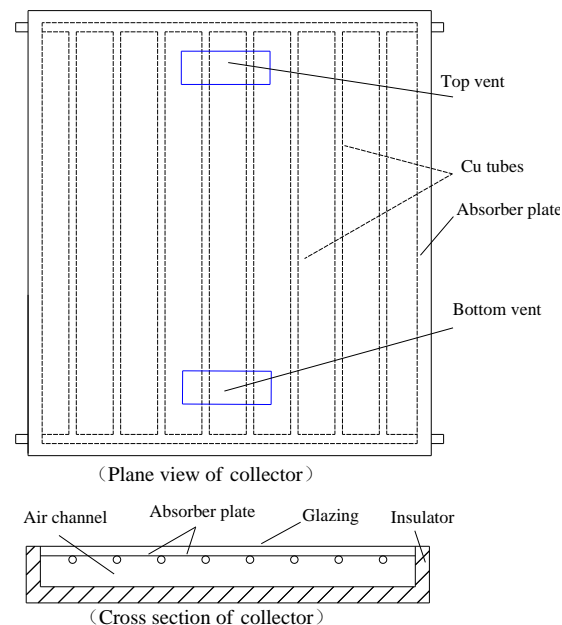 Top vent
Cu tubes
Absorber plate
Bottom vent
（Plane view of collector）
Air channel
Absorber plate
Glazing
Insulator
（Cross section of collector）